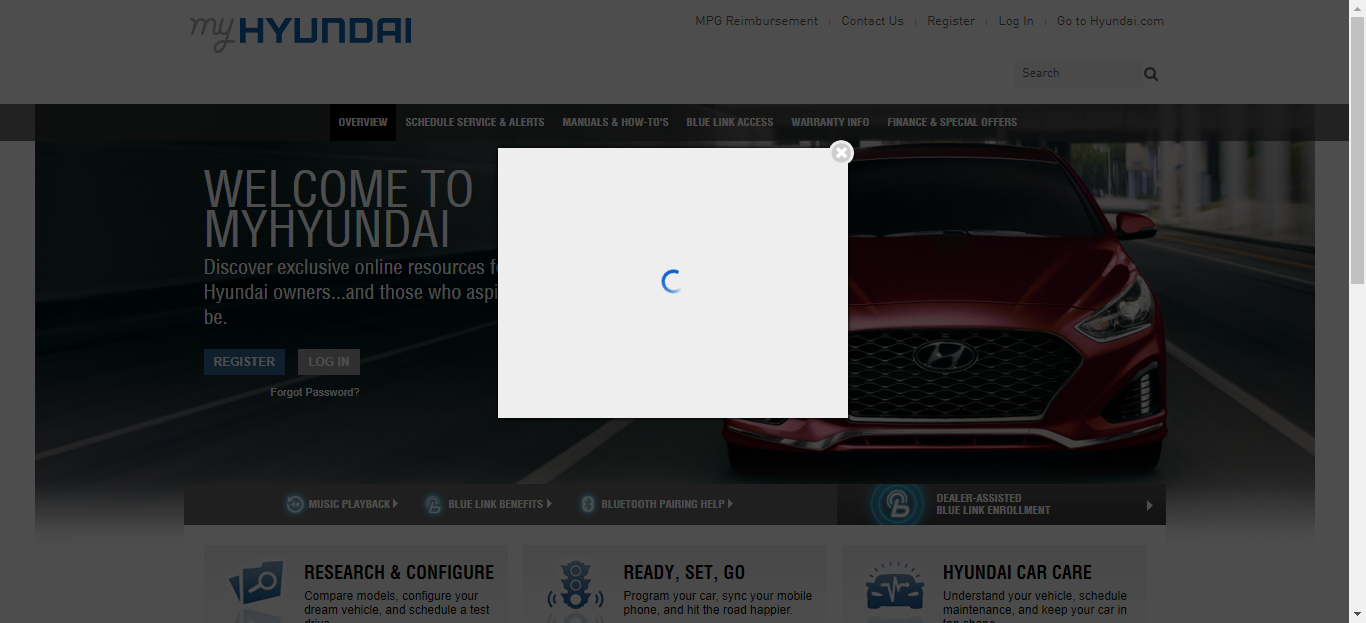 myHYUNDAI
MPG Reimbursement
Contact Us
Register
Log In
Go to Hyundai.com
Search
OVERVIEW
SCHEDULE SERVICE & ALERTS
MANUALS & HOW-TO'S
BLUE LINK ACCESS
WARRANTY INFO
FINANCE & SPECIAL OFFERS
WELCOME TO
MYHYUNDAI
Discover exclusive online resources
Hyundai owners...and those who
be.
REGISTER
LOG IN
Forgot Password?
MUSIC PLAYBACK
BLUE LINK BENEFITS
BLUETOOTH PAIRING HELP
DEALER-ASSISTED
BLUE LINK ENROLLMENT
RESEARCH & CONFIGURE
Compare models, configure your
dream vehicle, and schedule a test
drive.
READY, SET, GO
Program your car, sync your mobile
phone, and hit the road happier.
HYUNDAI CAR CARE
Understand your vehicle, schedule
maintenance, and keep your car in